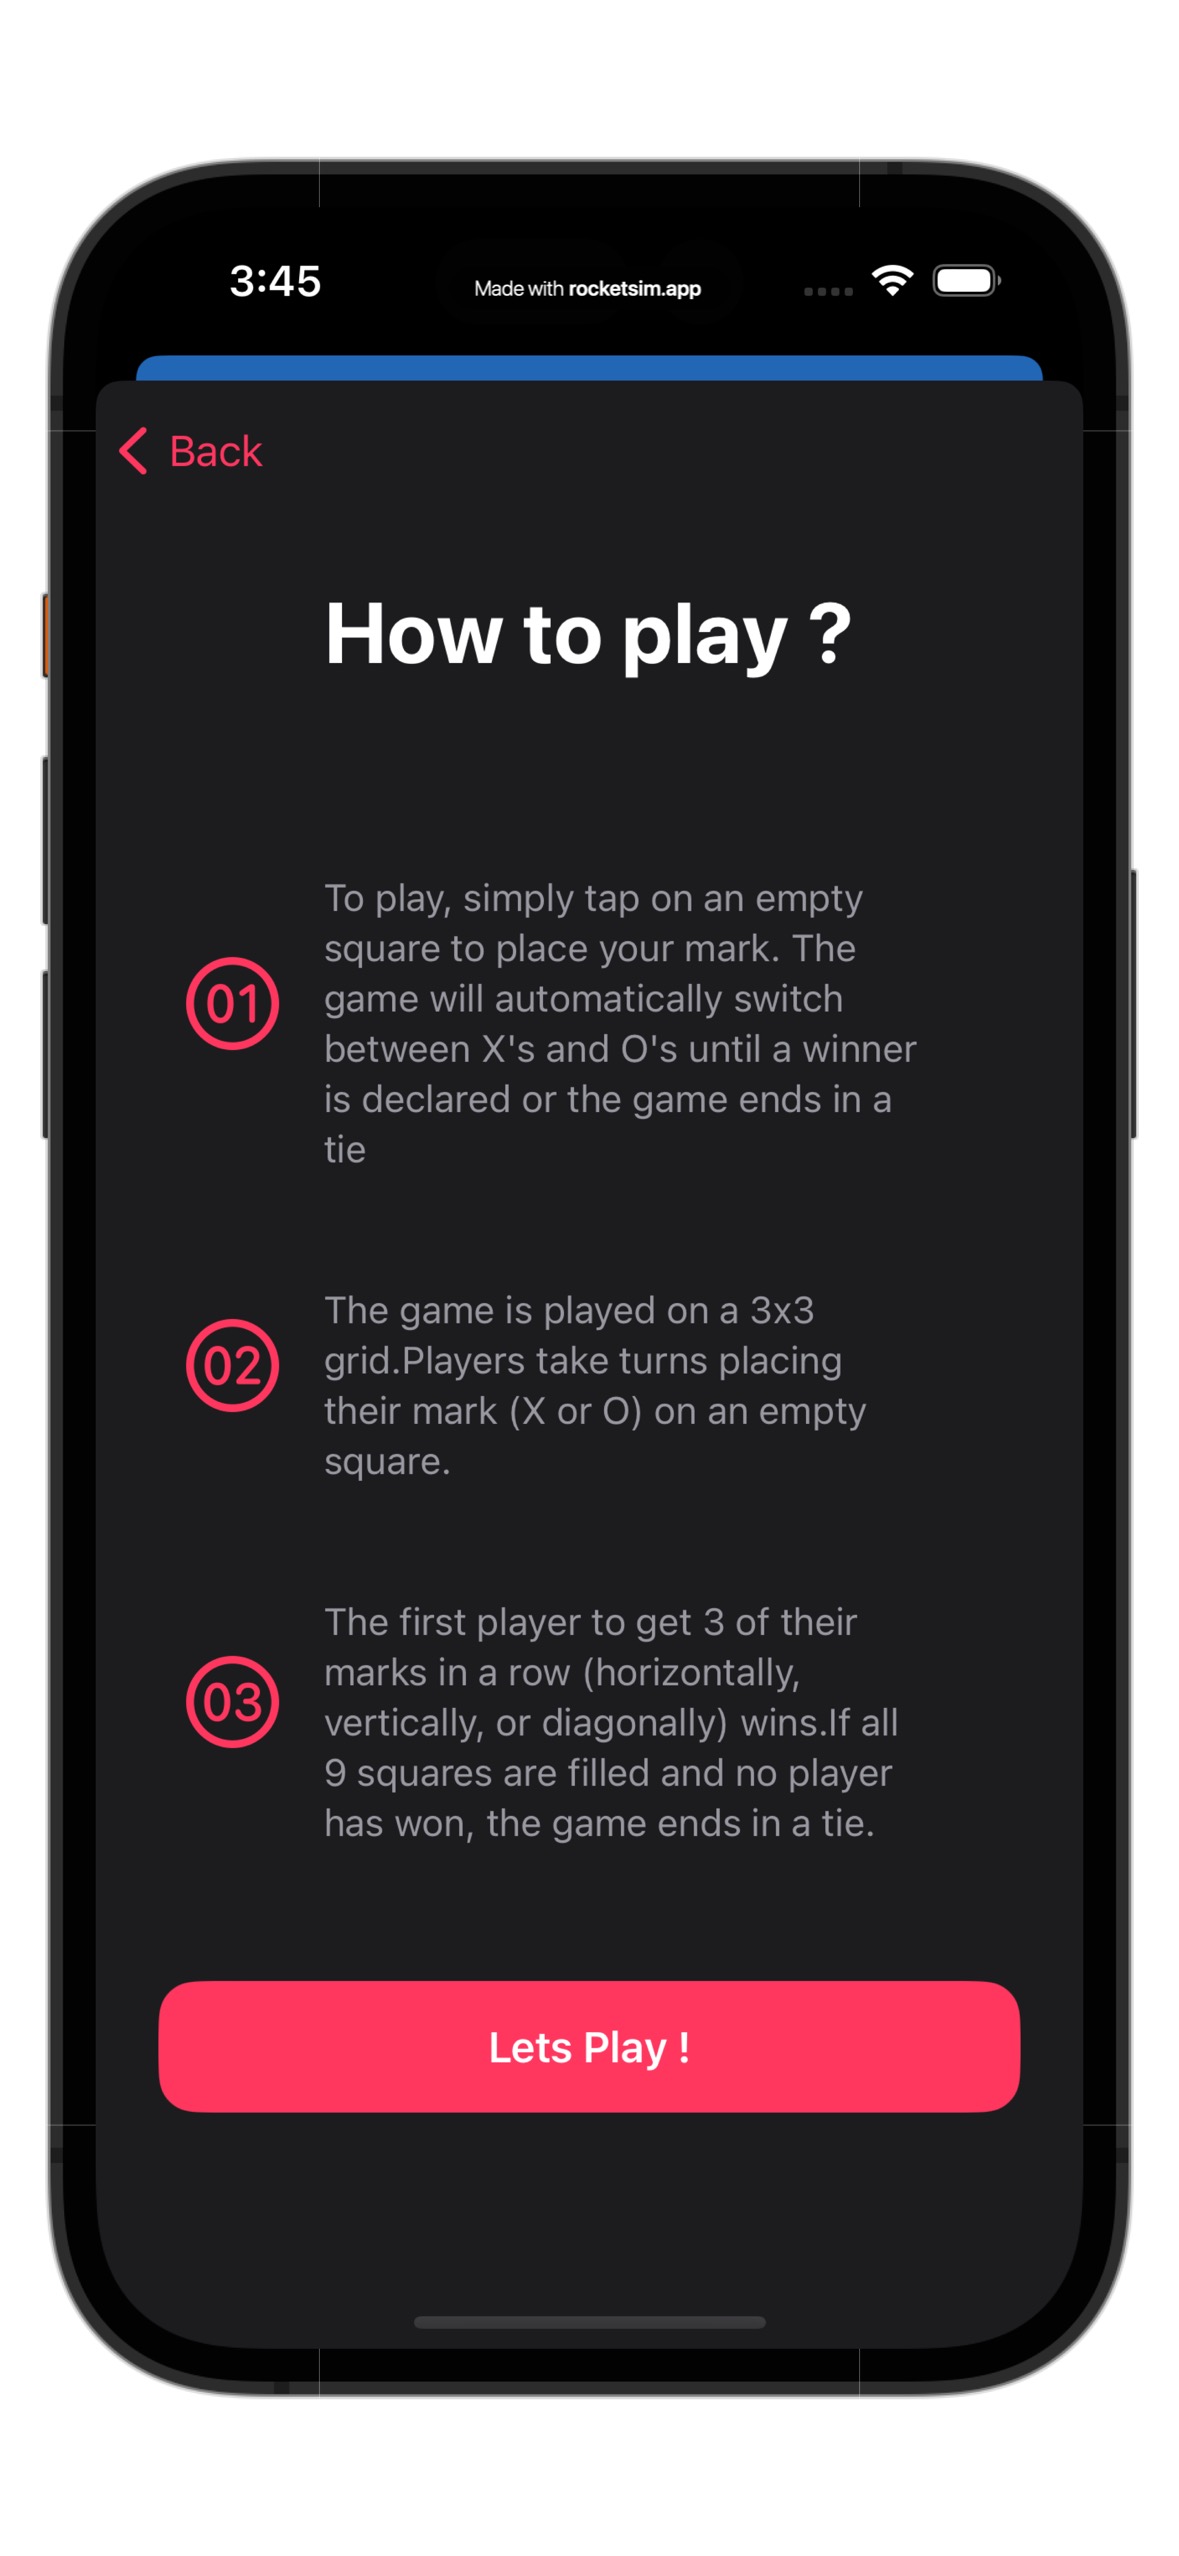 3:45
Made with rocketsim.app
Back
How to play ?
01
To play, simply tap on an empty
square to place your mark. The
game will automatically switch
between X's and O's until a winner
is declared or the game ends in a
tie
02
The game is played on a 3x3
grid.Players take turns placing
their mark (X or O) on an empty
square.
03
The first player to get 3 of their
marks in a row (horizontally,
vertically, or diagonally) wins.If all
9 squares are filled and no player
has won, the game ends in a tie.
Lets Play !